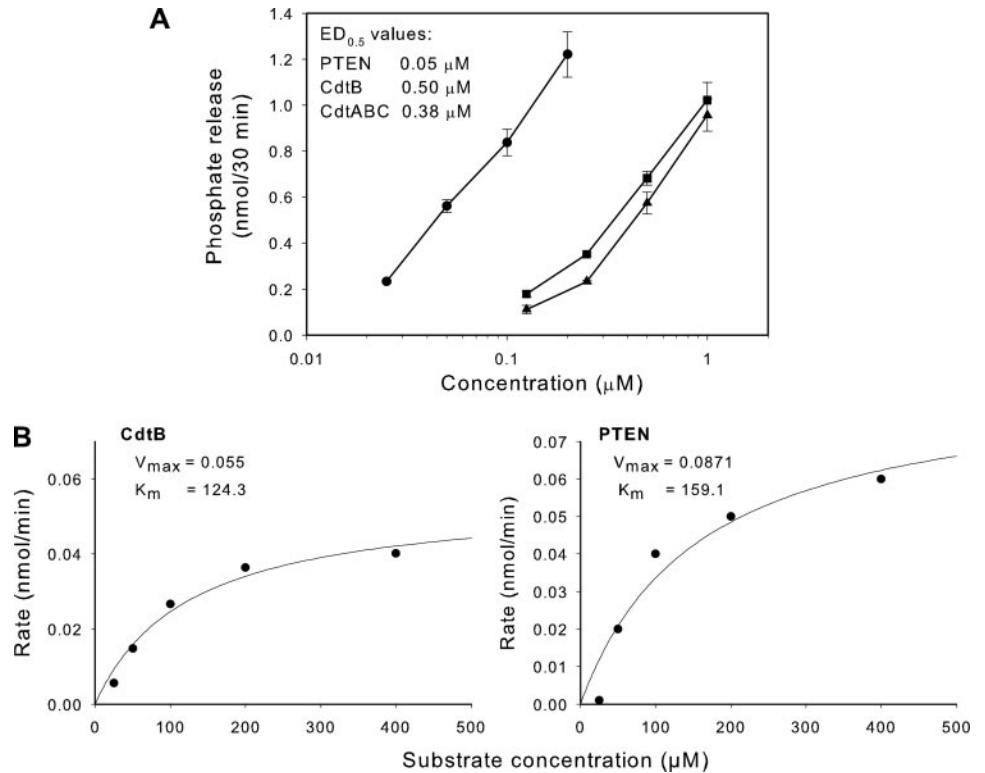 A
ED0.5 values:
PTEN 0.05 µM
CdtB 0.50 µM
CdtABC 0.38 µM
Phosphate release
(nmol/30 min)
1.4
1.2
1.0
0.8
0.6
0.4
0.2
0.0
0.01 0.1 1
Concentration (µM)
B
CdtB
Vmax = 0.055
Km = 124.3
Rate (nmol/min)
0.06
0.04
0.02
0.00
0 100 200 300 400 500
PTEN
Vmax = 0.0871
Km = 159.1
Rate (nmol/min)
0.07
0.06
0.05
0.04
0.03
0.02
0.01
0.00
0 100 200 300 400 500
Substrate concentration (µM)